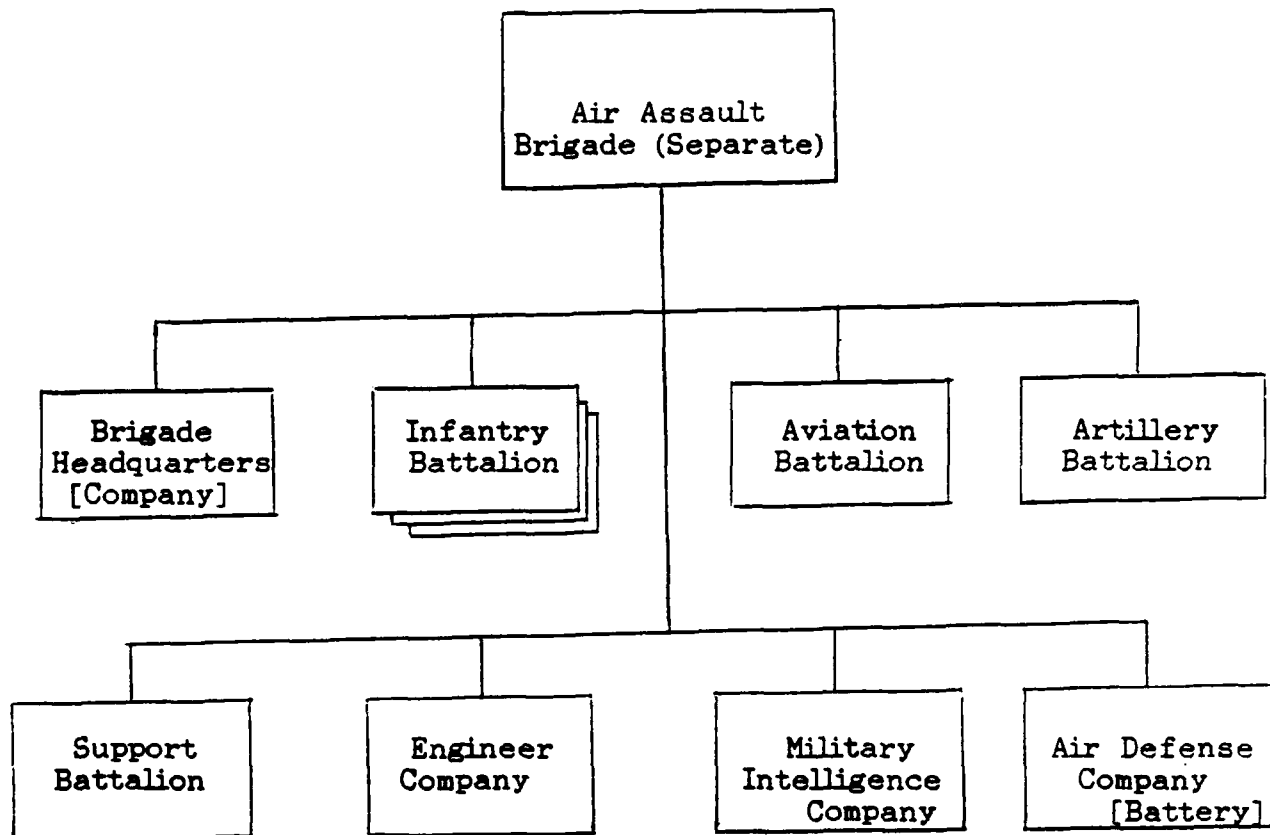 Air Assault
Brigade (Separate)
Brigade
Headquarters
[Company]
Infantry
Battalion
Aviation
Battalion
Artillery
Battalion
Support
Battalion
Engineer
Company
Military
Intelligence
Company
Air Defense
Company
[Battery]